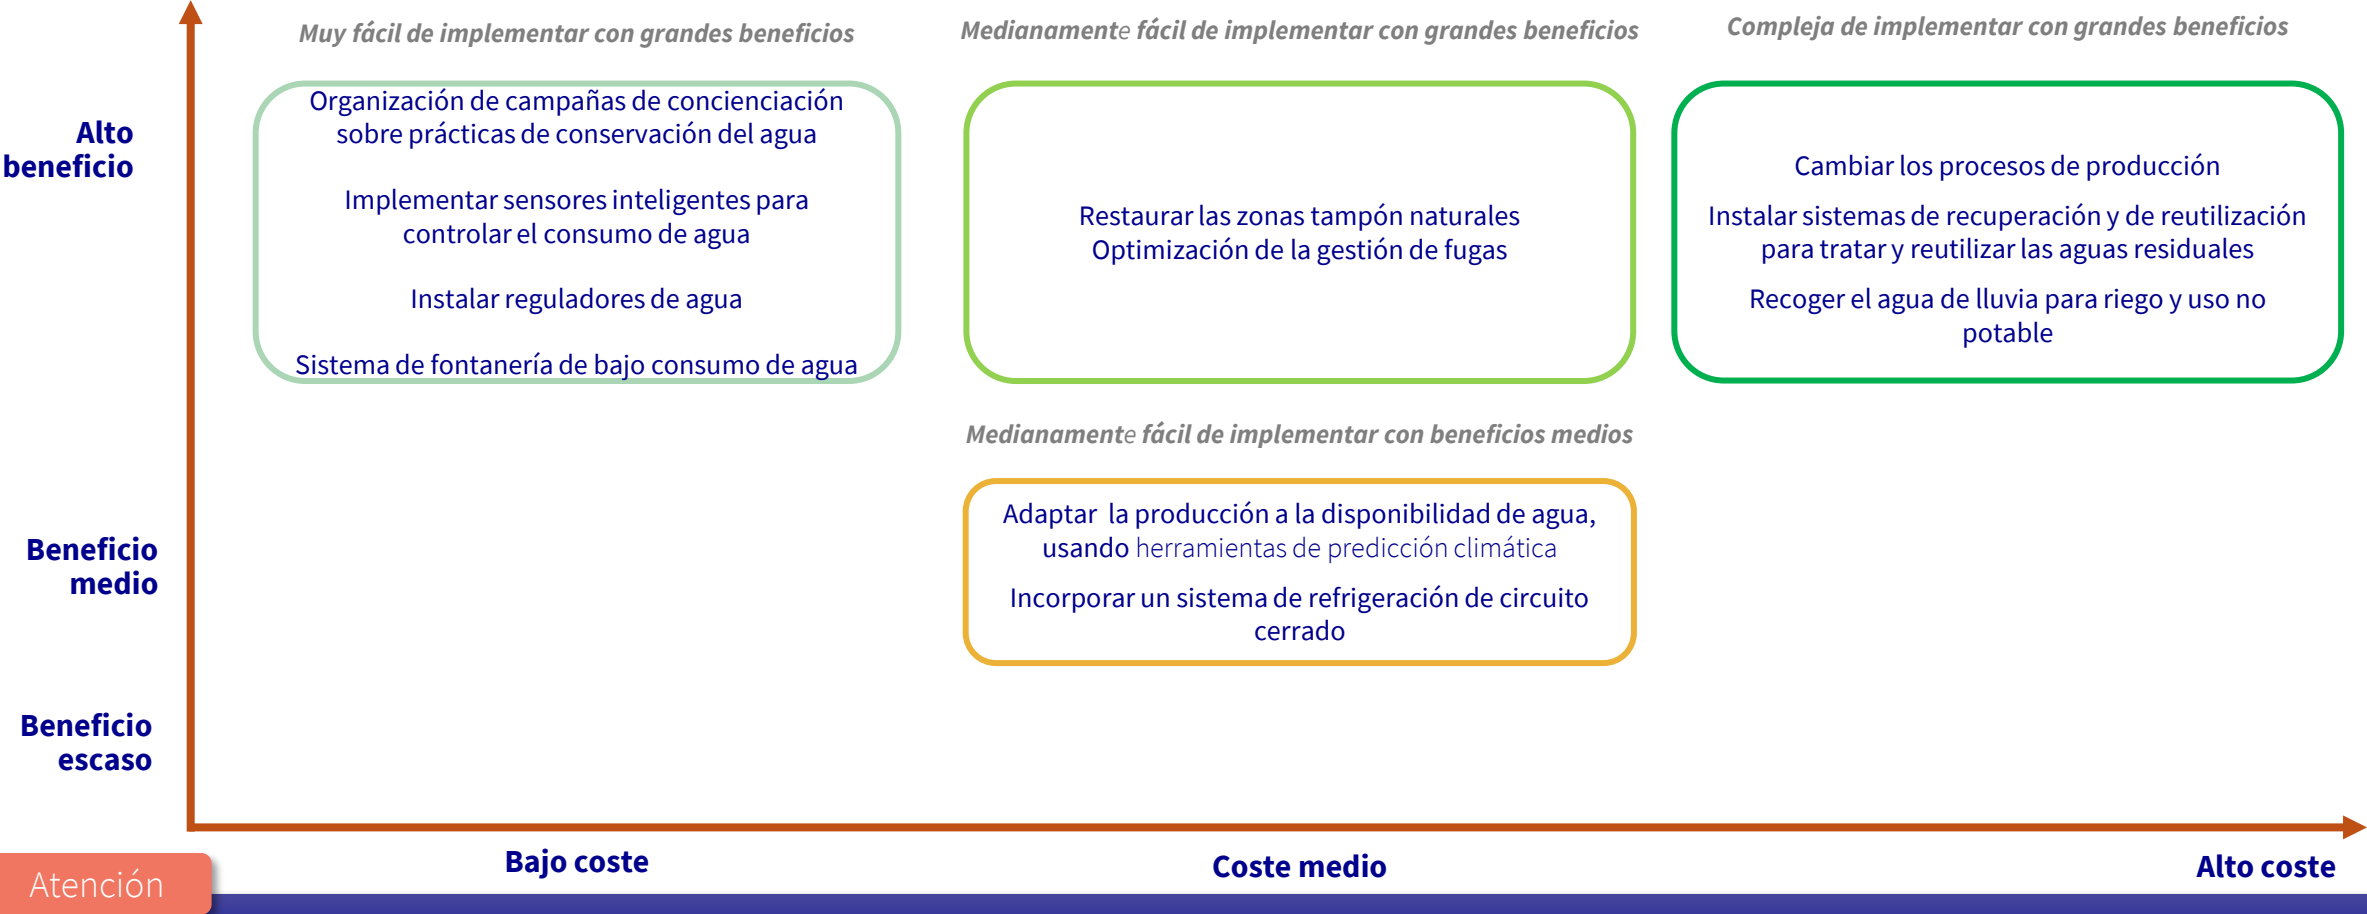 Muy fácil de implementar con grandes beneficios
Medianamente fácil de implementar con grandes beneficios
Compleja de implementar con grandes beneficios
Alto
beneficio
Organización de campañas de concienciación
sobre prácticas de conservación del agua
Implementar sensores inteligentes para
controlar el consumo de agua
Instalar reguladores de agua
Sistema de fontanería de bajo consumo de agua
Restaurar las zonas tampón naturales
Optimización de la gestión de fugas
Cambiar los procesos de producción
Instalar sistemas de recuperación y de reutilización
para tratar y reutilizar las aguas residuales
Recoger el agua de lluvia para riego y uso no
potable
Medianamente fácil de implementar con beneficios medios
Beneficio
medio
Adaptar  la producción a la disponibilidad de agua,
usando herramientas de predicción climática
Incorporar un sistema de refrigeración de circuito
cerrado
Beneficio
escaso
Bajo coste
Coste medio
Alto coste
Atención